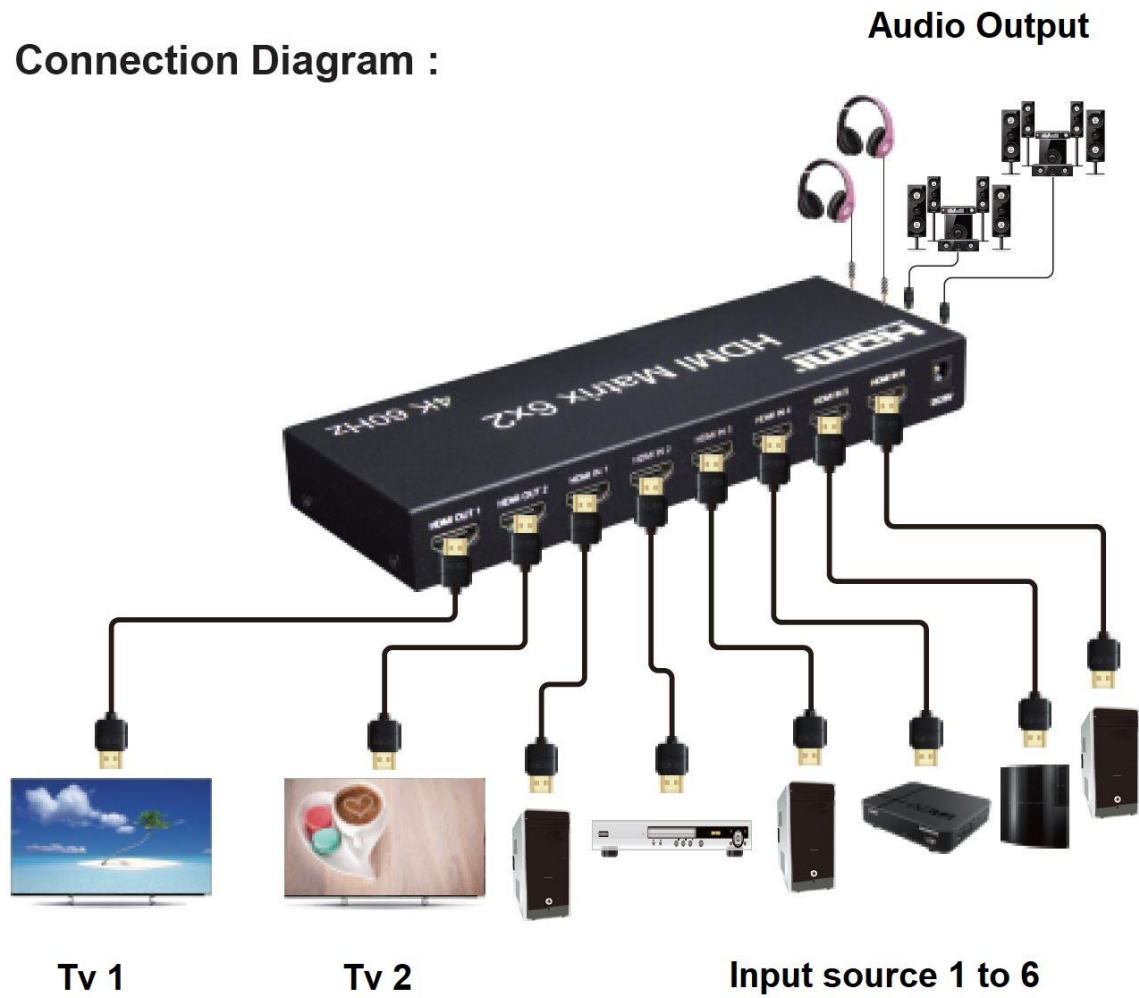 Audio Output
Connection Diagram :
HDMI
HDMI Matrix 6x2
4K 60Hz
HDMI OUT 1
HDMI OUT 2
HDMI IN 1
HDMI IN 2
HDMI IN 3
HDMI IN 4
HDMI IN 5
HDMI IN 6
Tv 1
Tv 2
Input source 1 to 6